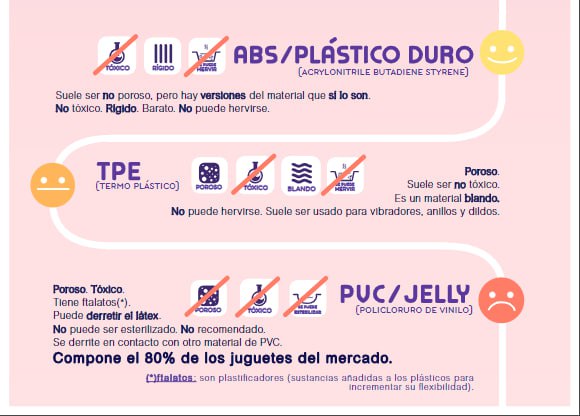 TÓXICO
RÍGIDO
SE PUEDE HERVIR
ABS/PLÁSTICO DURO
(ACRYLONITRILE BUTADIENE STYRENE)
Suele ser no poroso, pero hay versiones del material que sí lo son.
No tóxico. Rígido. Barato. No puede hervirse.
TPE
(TERMO PLÁSTICO)
POROSO
TÓXICO
BLANDO
SE PUEDE HERVIR
Poroso.
Suele ser no tóxico.
Es un material blando.
No puede hervirse. Suele ser usado para vibradores, anillos y dildos.
Poroso. Tóxico.
Tiene ftalatos(*).
Puede derretir el látex.
No puede ser esterilizado. No recomendado.
Se derrite en contacto con otro material de PVC.
Compone el 80% de los juguetes del mercado.
POROSO
TÓXICO
SE PUEDE ESTERILIZAR
PVC/JELLY
(POLICLORURO DE VINILO)
(*)ftalatos: son plastificadores (sustancias añadidas a los plásticos para
incrementar su flexibilidad).